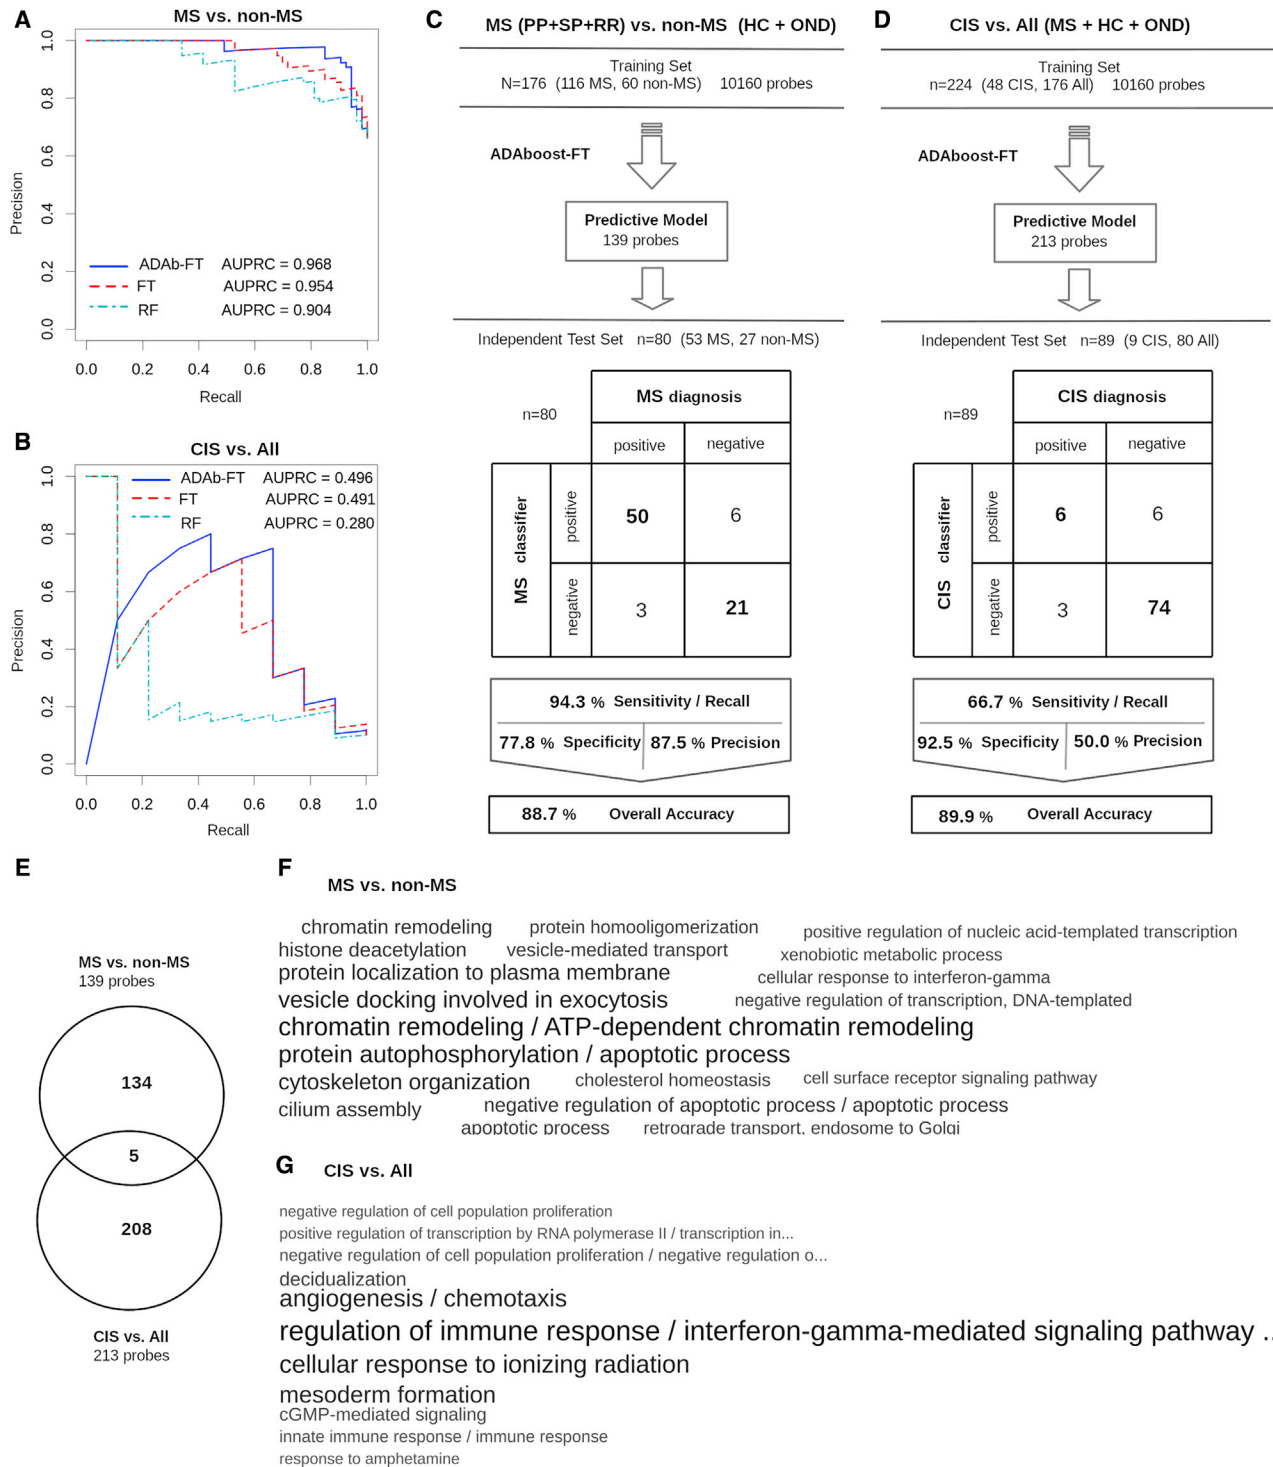 A
MS vs. non-MS
1.0
0.8
0.6
0.4
0.2
0.0
Precision
ADAb-FT AUPRC = 0.968
FT AUPRC = 0.954
RF AUPRC = 0.904
0.0 0.2 0.4 0.6 0.8 1.0
Recall
B
CIS vs. All
1.0
0.8
0.6
0.4
0.2
0.0
Precision
ADAb-FT AUPRC = 0.496
FT AUPRC = 0.491
RF AUPRC = 0.280
0.0 0.2 0.4 0.6 0.8 1.0
Recall
C
MS (PP+SP+RR) vs. non-MS (HC + OND)
Training Set
N=176 (116 MS, 60 non-MS) 10160 probes
ADAboost-FT
Predictive Model
139 probes
Independent Test Set n=80 (53 MS, 27 non-MS)
n=80
MS diagnosis
positive negative
MS classifier
positive
50 6
negative
3 21
94.3 % Sensitivity / Recall
77.8 % Specificity 87.5 % Precision
88.7 % Overall Accuracy
D
CIS vs. All (MS + HC + OND)
Training Set
n=224 (48 CIS, 176 All) 10160 probes
ADAboost-FT
Predictive Model
213 probes
Independent Test Set n=89 (9 CIS, 80 All)
n=89
CIS diagnosis
positive negative
CIS classifier
positive
6 6
negative
3 74
66.7 % Sensitivity / Recall
92.5 % Specificity 50.0 % Precision
89.9 % Overall Accuracy
E
MS vs. non-MS
139 probes
134
5
208
CIS vs. All
213 probes
F
MS vs. non-MS
chromatin remodeling protein homooligomerization positive regulation of nucleic acid-templated transcription
histone deacetylation vesicle-mediated transport xenobiotic metabolic process
protein localization to plasma membrane cellular response to interferon-gamma
vesicle docking involved in exocytosis negative regulation of transcription, DNA-templated
chromatin remodeling / ATP-dependent chromatin remodeling
protein autophosphorylation / apoptotic process
cytoskeleton organization cholesterol homeostasis cell surface receptor signaling pathway
cilium assembly negative regulation of apoptotic process / apoptotic process
apoptotic process retrograde transport, endosome to Golgi
G
CIS vs. All
negative regulation of cell population proliferation
positive regulation of transcription by RNA polymerase II / transcription in...
negative regulation of cell population proliferation / negative regulation o...
decidualization
angiogenesis / chemotaxis
regulation of immune response / interferon-gamma-mediated signaling pathway ..
cellular response to ionizing radiation
mesoderm formation
cGMP-mediated signaling
innate immune response / immune response
response to amphetamine